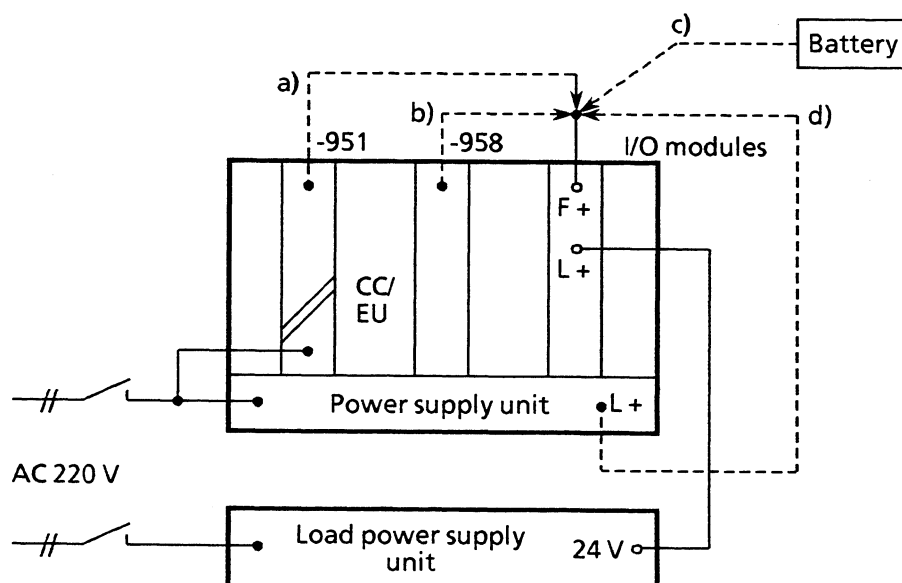 c)
Battery
a)
b)
d)
-951
-958
I/O modules
F +
L +
CC/
EU
Power supply unit
L +
AC 220 V
Load power supply
unit
24 V